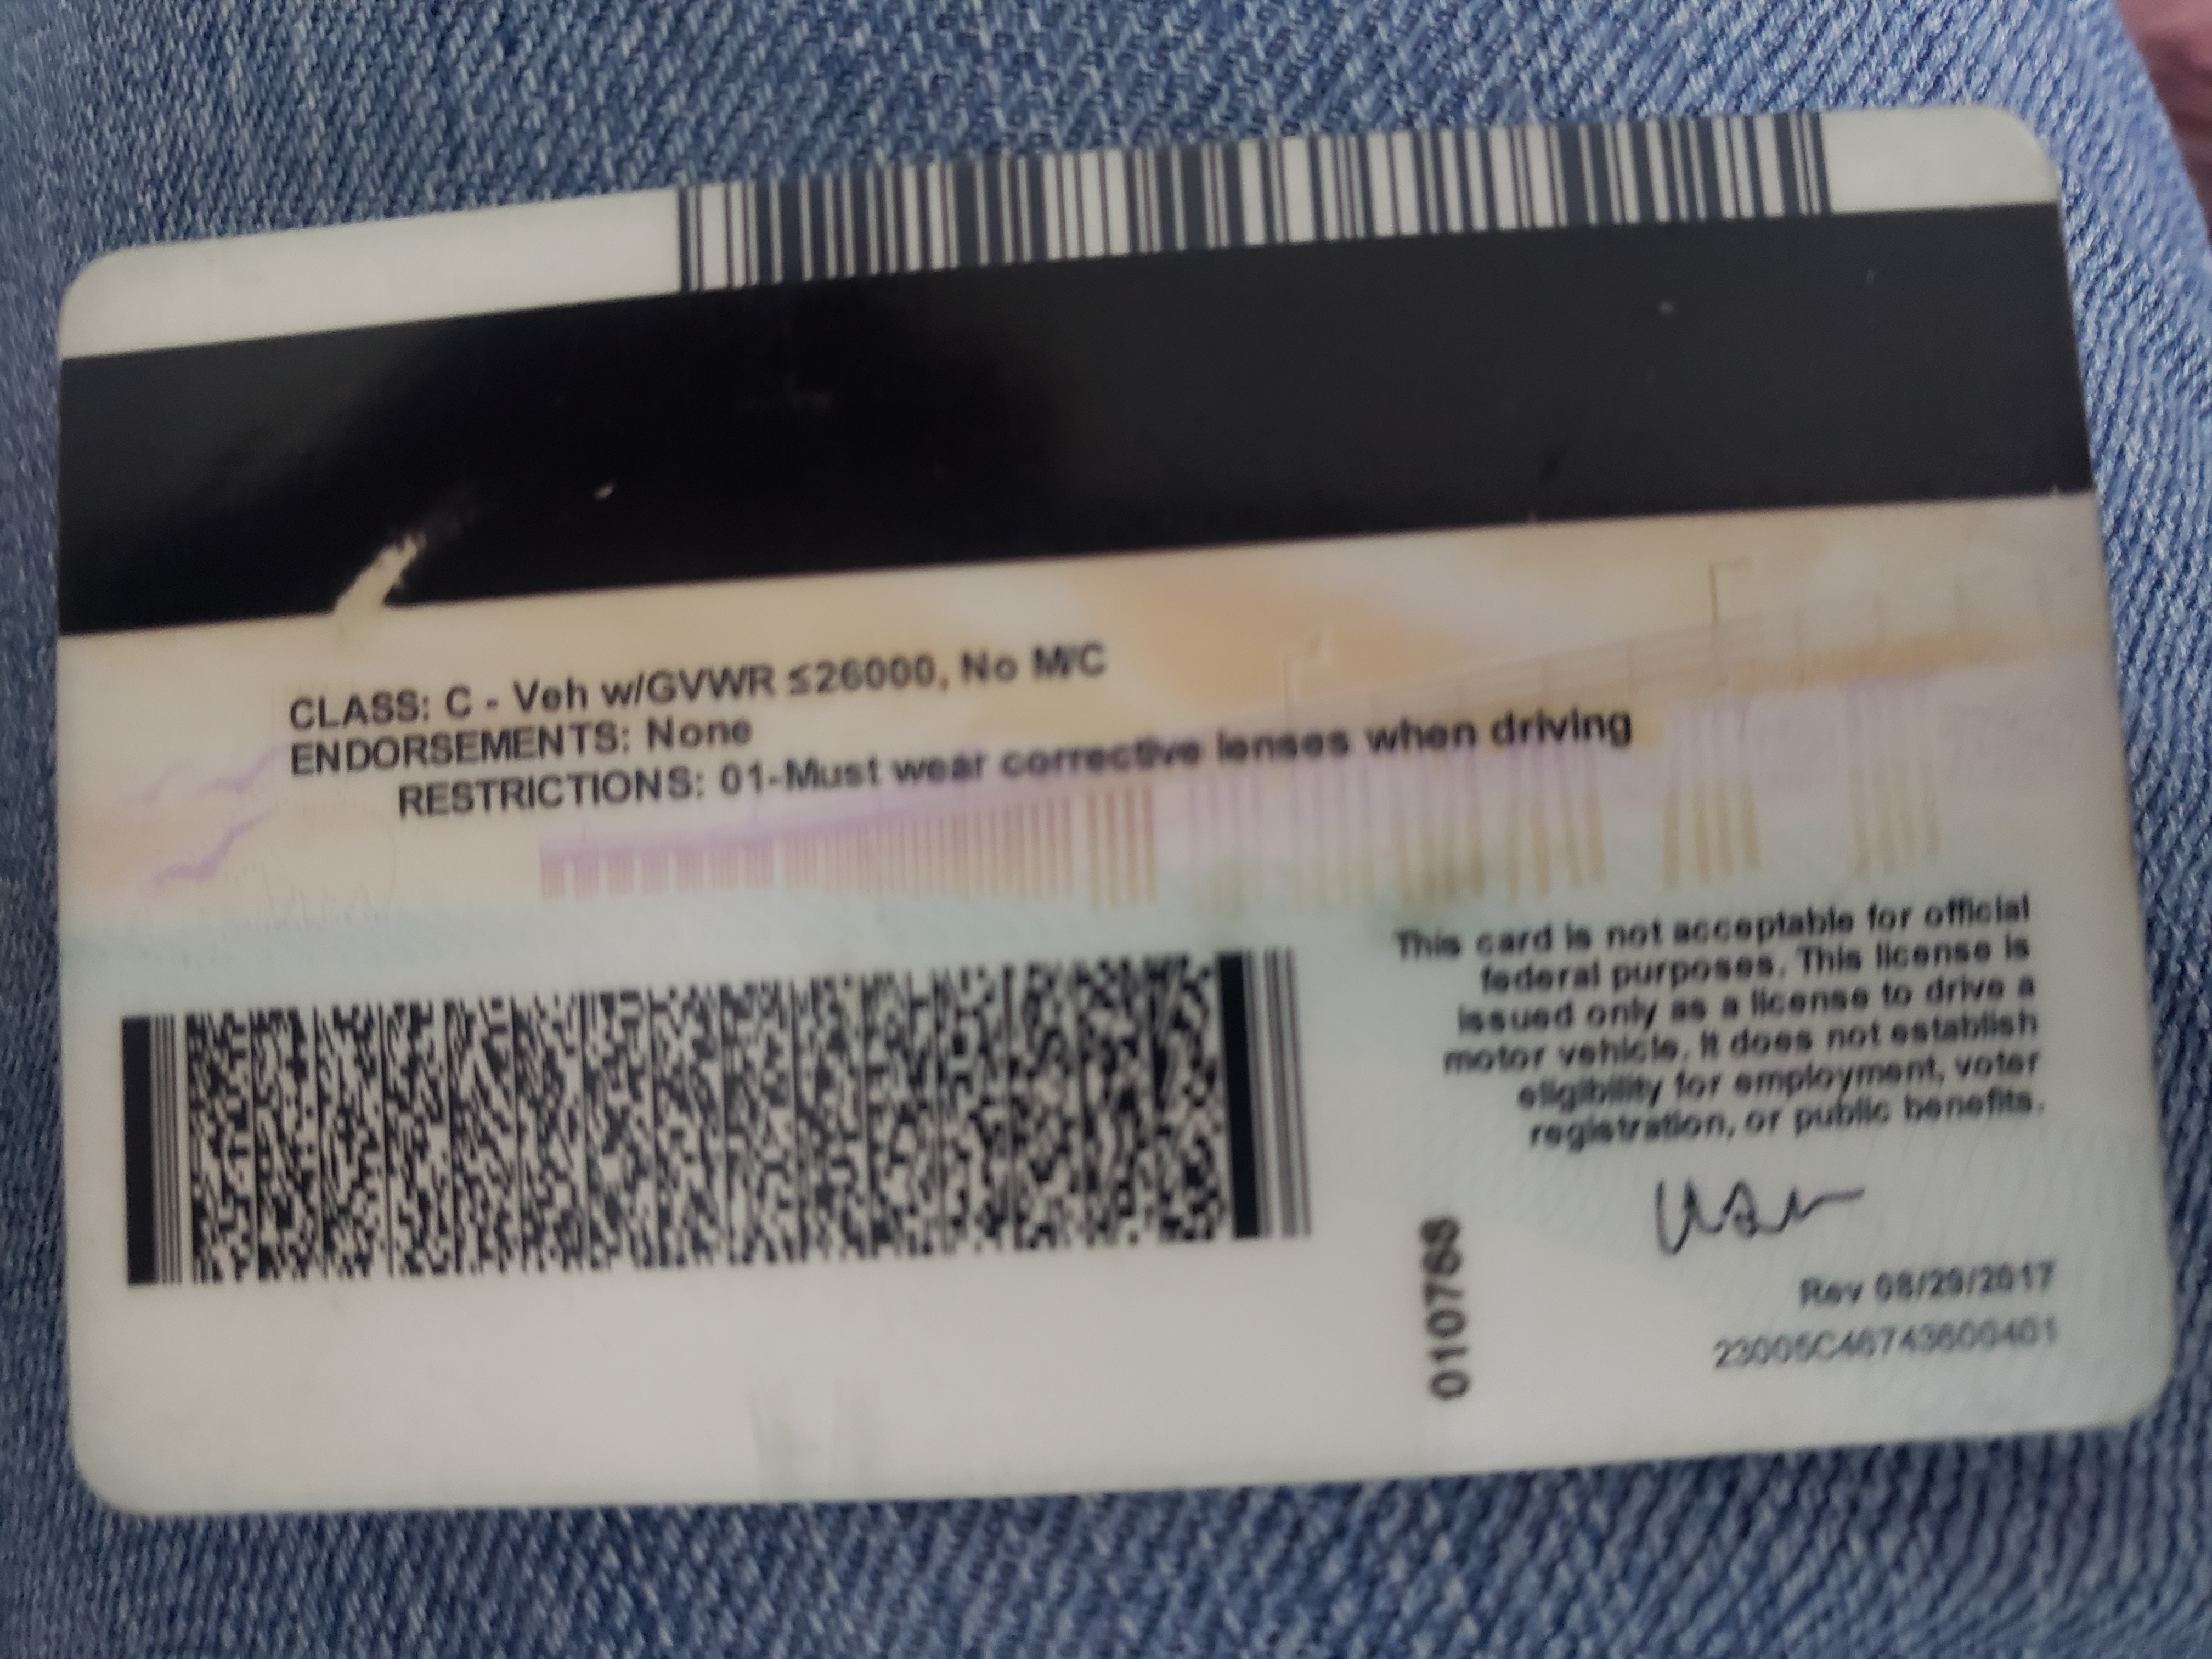 CLASS: C - Veh w/GVWR ≤26000, No M/C
ENDORSEMENTS: None
RESTRICTIONS: 01-Must wear corrective lenses when driving
This card is not acceptable for official
federal purposes. This license is
issued only as a license to drive a
motor vehicle. It does not establish
eligibility for employment, voter
registration, or public benefits.
0107688
Rev 08/29/2017